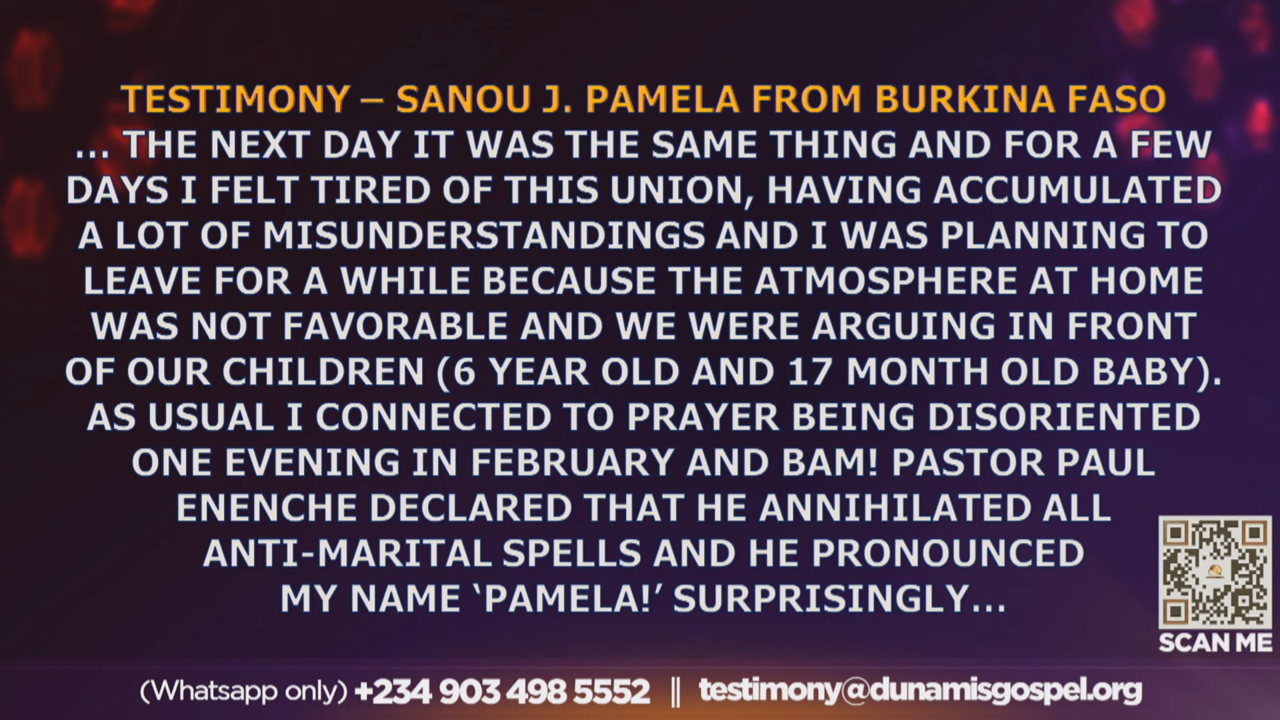 TESTIMONY – SANOU J. PAMELA FROM BURKINA FASO
... THE NEXT DAY IT WAS THE SAME THING AND FOR A FEW
DAYS I FELT TIRED OF THIS UNION, HAVING ACCUMULATED
A LOT OF MISUNDERSTANDINGS AND I WAS PLANNING TO
LEAVE FOR A WHILE BECAUSE THE ATMOSPHERE AT HOME
WAS NOT FAVORABLE AND WE WERE ARGUING IN FRONT
OF OUR CHILDREN (6 YEAR OLD AND 17 MONTH OLD BABY).
AS USUAL I CONNECTED TO PRAYER BEING DISORIENTED
ONE EVENING IN FEBRUARY AND BAM! PASTOR PAUL
ENENCHE DECLARED THAT HE ANNIHILATED ALL
ANTI-MARITAL SPELLS AND HE PRONOUNCED
MY NAME ‘PAMELA!’ SURPRISINGLY...
SCAN ME
(Whatsapp only) +234 903 498 5552 || testimony@dunamisgospel.org